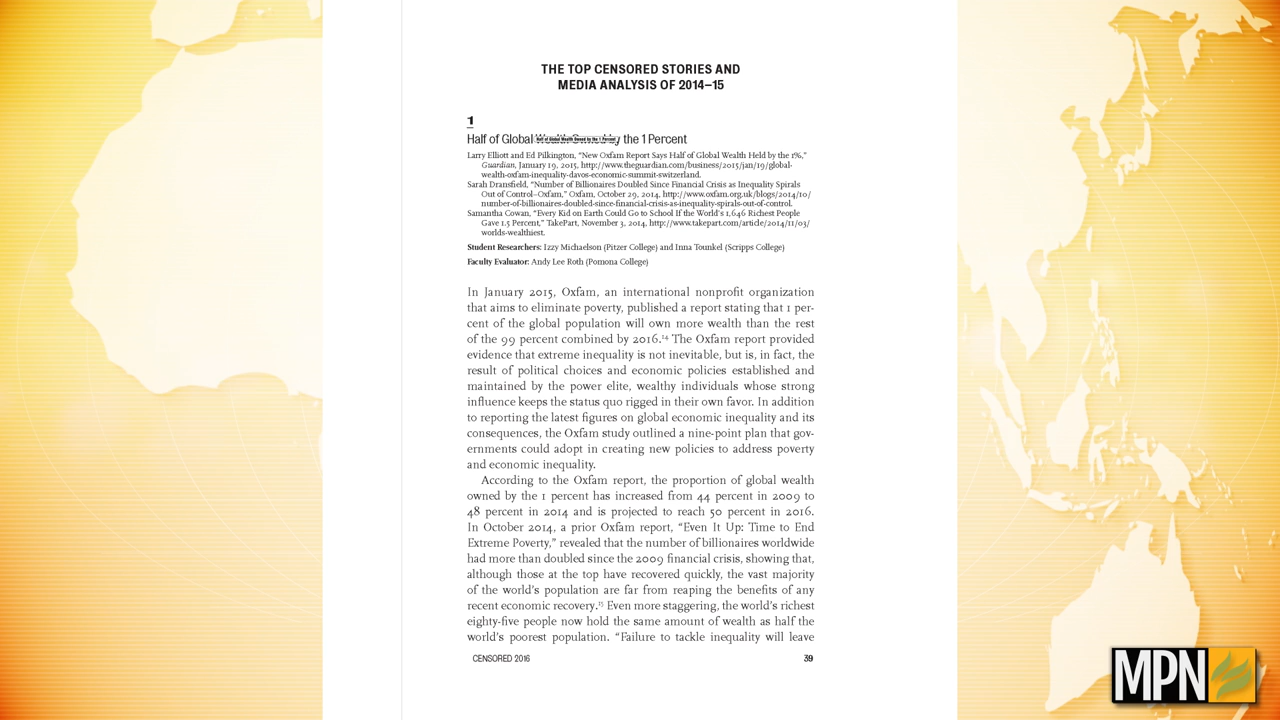 THE TOP CENSORED STORIES AND
MEDIA ANALYSIS OF 2014–15
1
Half of Global Wealth Owned by the 1 Percent
Half of Global Wealth Owned by the 1 Percent
Larry Elliott and Ed Pilkington, “New Oxfam Report Says Half of Global Wealth Held by the 1%,”
Guardian, January 19, 2015, http://www.theguardian.com/business/2015/jan/19/global-
wealth-oxfam-inequality-davos-economic-summit-switzerland.
Sarah Dransfield, “Number of Billionaires Doubled Since Financial Crisis as Inequality Spirals
Out of Control–Oxfam,” Oxfam, October 29, 2014, http://www.oxfam.org.uk/blogs/2014/10/
number-of-billionaires-doubled-since-financial-crisis-as-inequality-spirals-out-of-control.
Samantha Cowan, “Every Kid on Earth Could Go to School If the World’s 1,646 Richest People
Gave 1.5 Percent,” TakePart, November 3, 2014, http://www.takepart.com/article/2014/11/03/
worlds-wealthiest.
Student Researchers: Izzy Michaelson (Pitzer College) and Inna Tounkel (Scripps College)
Faculty Evaluator: Andy Lee Roth (Pomona College)
In January 2015, Oxfam, an international nonprofit organization
that aims to eliminate poverty, published a report stating that 1 per-
cent of the global population will own more wealth than the rest
of the 99 percent combined by 2016.14 The Oxfam report provided
evidence that extreme inequality is not inevitable, but is, in fact, the
result of political choices and economic policies established and
maintained by the power elite, wealthy individuals whose strong
influence keeps the status quo rigged in their own favor. In addition
to reporting the latest figures on global economic inequality and its
consequences, the Oxfam study outlined a nine-point plan that gov-
ernments could adopt in creating new policies to address poverty
and economic inequality.
According to the Oxfam report, the proportion of global wealth
owned by the 1 percent has increased from 44 percent in 2009 to
48 percent in 2014 and is projected to reach 50 percent in 2016.
In October 2014, a prior Oxfam report, “Even It Up: Time to End
Extreme Poverty,” revealed that the number of billionaires worldwide
had more than doubled since the 2009 financial crisis, showing that,
although those at the top have recovered quickly, the vast majority
of the world’s population are far from reaping the benefits of any
recent economic recovery.15 Even more staggering, the world’s richest
eighty-five people now hold the same amount of wealth as half the
world’s poorest population. “Failure to tackle inequality will leave
CENSORED 2016
39
MPN